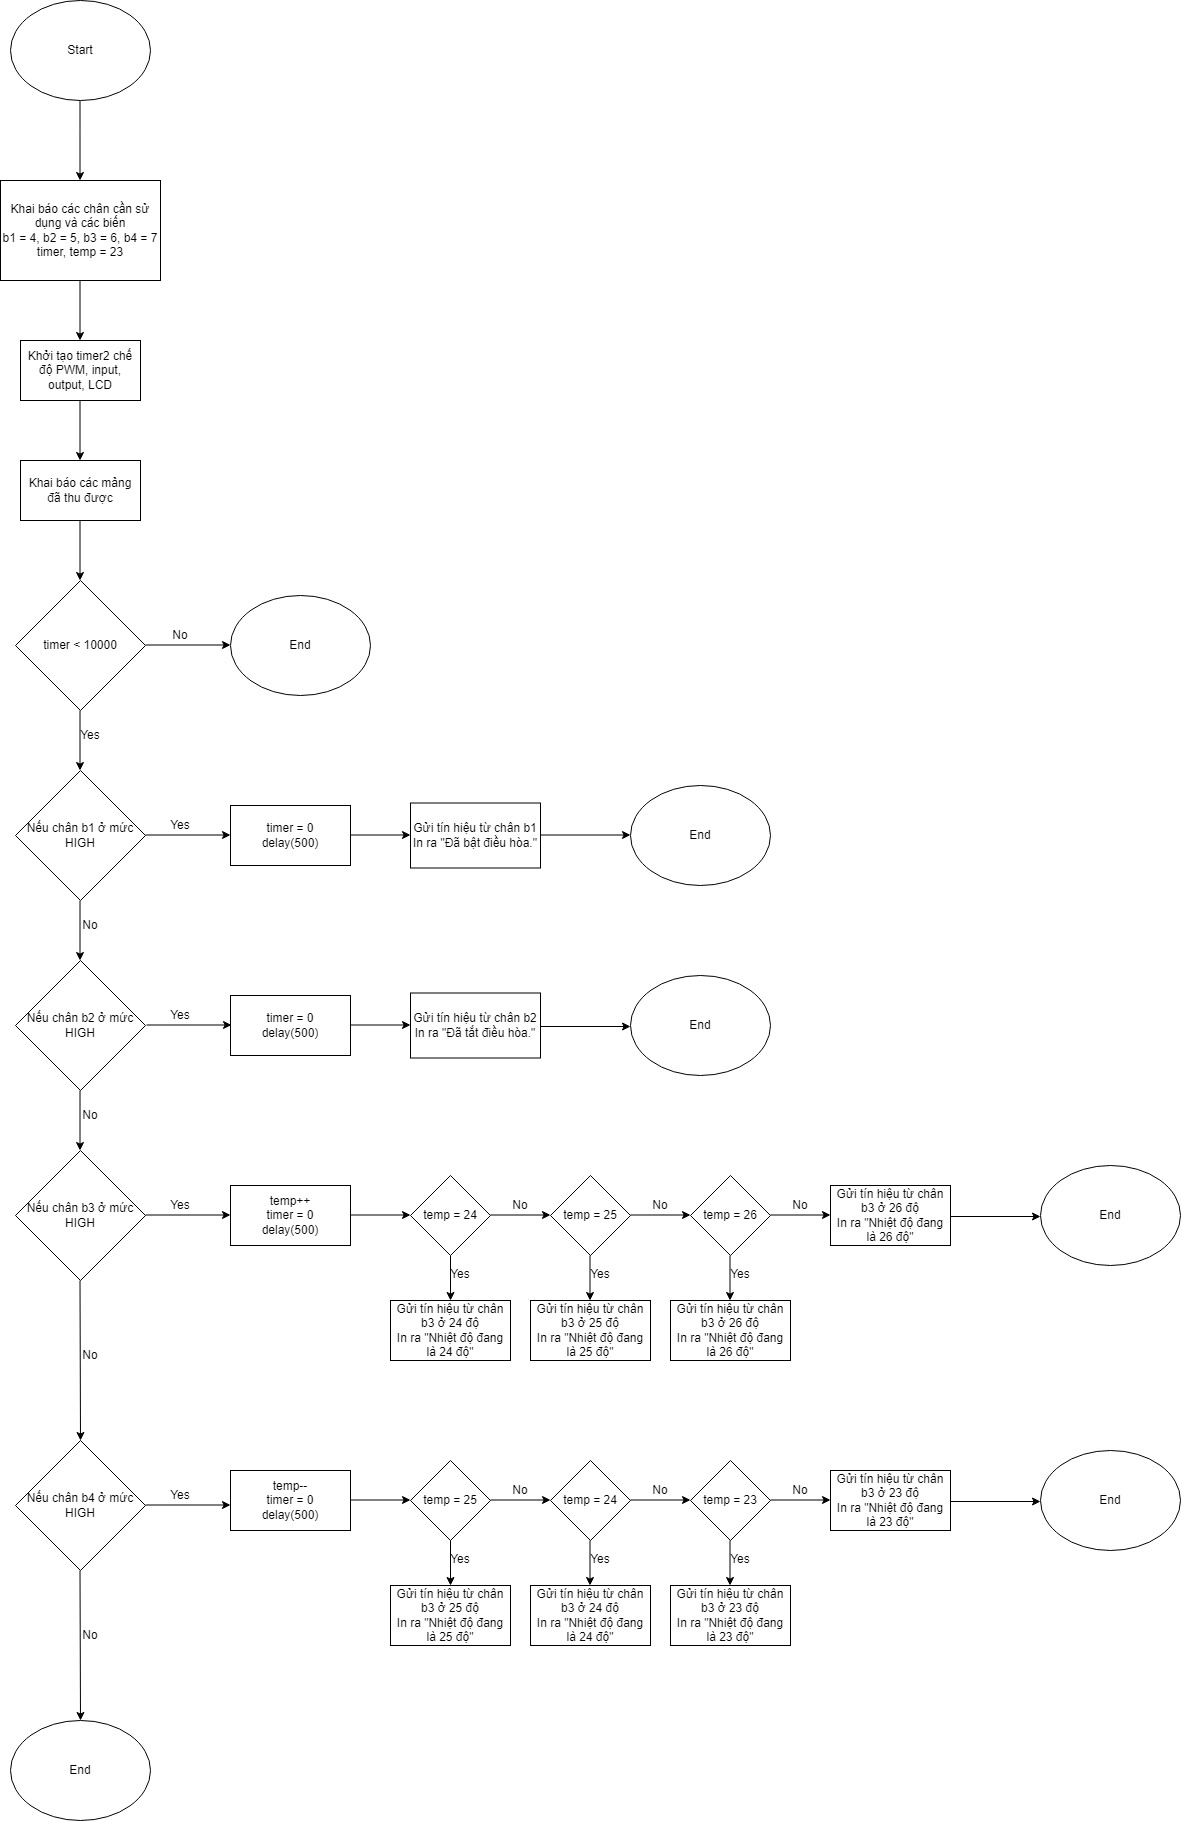 Start
Khai báo các chân cần sử
dụng và các biến
b1 = 4, b2 = 5, b3 = 6, b4 = 7
timer, temp = 23
Khởi tạo timer2 chế
độ PWM, input,
output, LCD
Khai báo các mảng
đã thu được
timer < 10000
No
End
Yes
Nếu chân b1 ở mức
HIGH
Yes
timer = 0
delay(500)
Gửi tín hiệu từ chân b1
In ra "Đã bật điều hòa."
End
No
Nếu chân b2 ở mức
HIGH
Yes
timer = 0
delay(500)
Gửi tín hiệu từ chân b2
In ra "Đã tắt điều hòa."
End
No
Nếu chân b3 ở mức
HIGH
Yes
temp++
timer = 0
delay(500)
temp = 24
No
temp = 25
No
temp = 26
No
Gửi tín hiệu từ chân
b3 ở 26 độ
In ra "Nhiệt độ đang
là 26 độ"
End
Yes
Yes
Yes
Gửi tín hiệu từ chân
b3 ở 24 độ
In ra "Nhiệt độ đang
là 24 độ"
Gửi tín hiệu từ chân
b3 ở 25 độ
In ra "Nhiệt độ đang
là 25 độ"
Gửi tín hiệu từ chân
b3 ở 26 độ
In ra "Nhiệt độ đang
là 26 độ"
No
Nếu chân b4 ở mức
HIGH
Yes
temp--
timer = 0
delay(500)
temp = 25
No
temp = 24
No
temp = 23
No
Gửi tín hiệu từ chân
b3 ở 23 độ
In ra "Nhiệt độ đang
là 23 độ"
End
Yes
Yes
Yes
Gửi tín hiệu từ chân
b3 ở 25 độ
In ra "Nhiệt độ đang
là 25 độ"
Gửi tín hiệu từ chân
b3 ở 24 độ
In ra "Nhiệt độ đang
là 24 độ"
Gửi tín hiệu từ chân
b3 ở 23 độ
In ra "Nhiệt độ đang
là 23 độ"
No
End